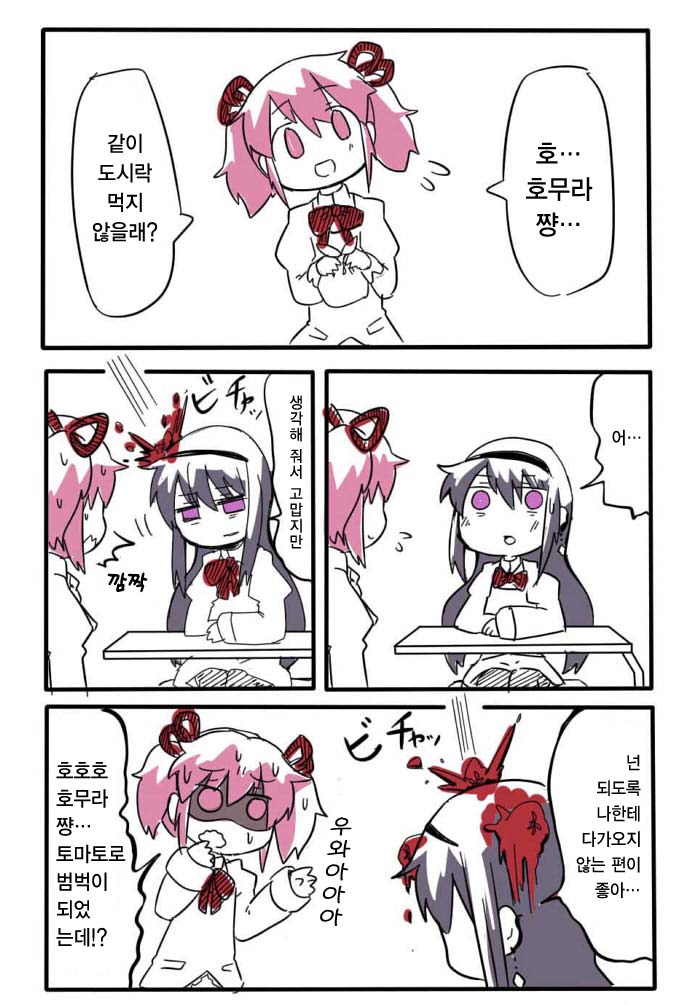 호…
호무라
쨩…
같이
도시락
먹지
않을래?
어…
생각해 줘서 고맙지만
ビチャッ
깜짝
넌
되도록
나한테
다가오지
않는 편이
좋아…
ビチャッ
우와아아아
호호호
호무라
쨩…
토마토로
범벅이
되었
는데!?